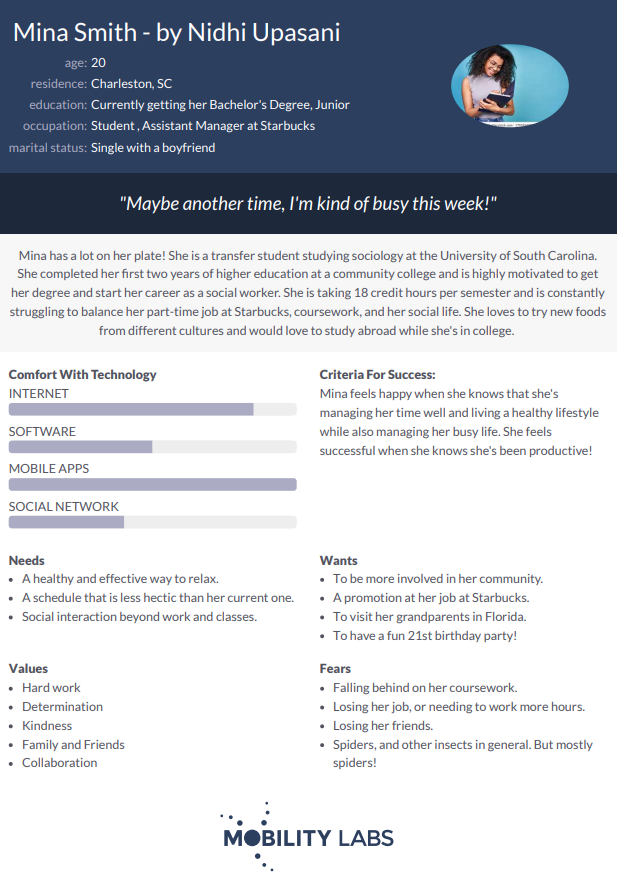 Mina Smith - by Nidhi Upasani
age: 20
residence: Charleston, SC
education: Currently getting her Bachelor's Degree, Junior
occupation: Student , Assistant Manager at Starbucks
marital status: Single with a boyfriend
"Maybe another time, I'm kind of busy this week!"
Mina has a lot on her plate! She is a transfer student studying sociology at the University of South Carolina.
She completed her first two years of higher education at a community college and is highly motivated to get
her degree and start her career as a social worker. She is taking 18 credit hours per semester and is constantly
struggling to balance her part-time job at Starbucks, coursework, and her social life. She loves to try new foods
from different cultures and would love to study abroad while she's in college.
Comfort With Technology
INTERNET
SOFTWARE
MOBILE APPS
SOCIAL NETWORK
Criteria For Success:
Mina feels happy when she knows that she's
managing her time well and living a healthy lifestyle
while also managing her busy life. She feels
successful when she knows she's been productive!
Needs
• A healthy and effective way to relax.
• A schedule that is less hectic than her current one.
• Social interaction beyond work and classes.
Wants
• To be more involved in her community.
• A promotion at her job at Starbucks.
• To visit her grandparents in Florida.
• To have a fun 21st birthday party!
Values
• Hard work
• Determination
• Kindness
• Family and Friends
• Collaboration
Fears
• Falling behind on her coursework.
• Losing her job, or needing to work more hours.
• Losing her friends.
• Spiders, and other insects in general. But mostly
spiders!
MOBILITY LABS